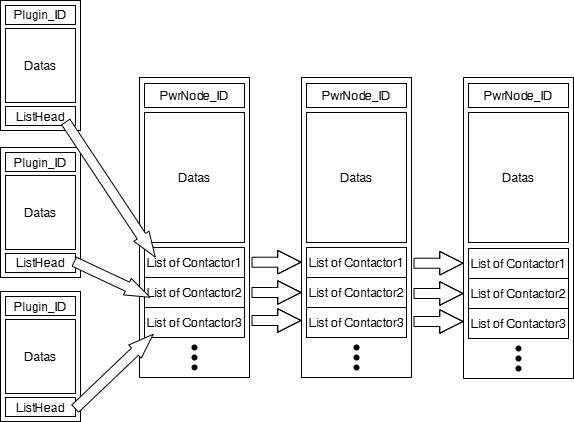 Plugin_ID
Datas
ListHead
Plugin_ID
Datas
ListHead
Plugin_ID
Datas
ListHead
PwrNode_ID
Datas
List of Contactor1
List of Contactor2
List of Contactor3
PwrNode_ID
Datas
List of Contactor1
List of Contactor2
List of Contactor3
PwrNode_ID
Datas
List of Contactor1
List of Contactor2
List of Contactor3